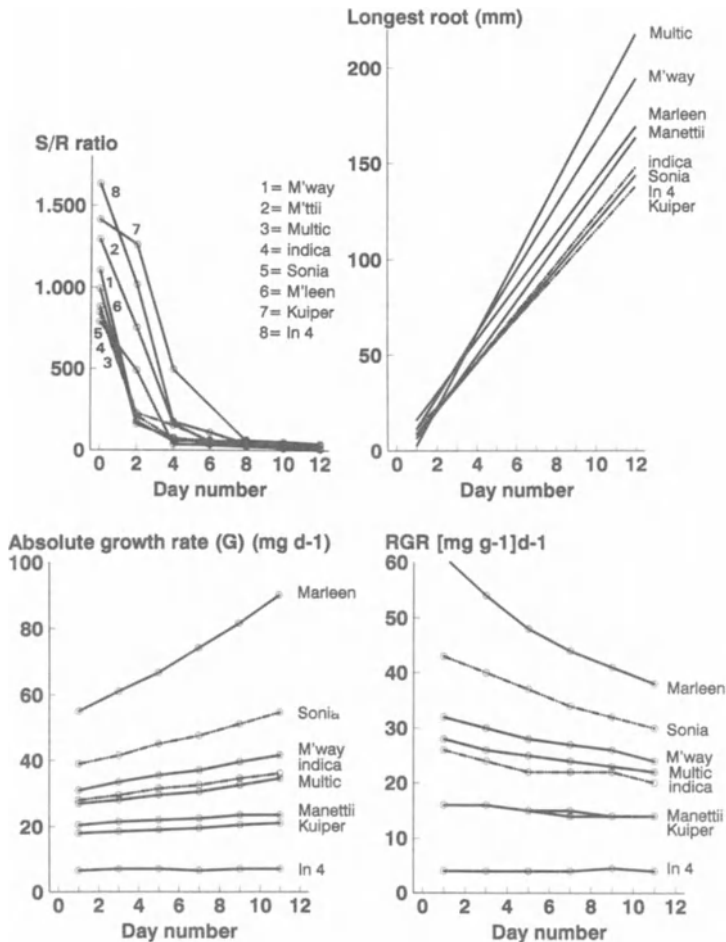 S/R ratio
1.500
1.000
500
0
0 2 4 6 8 10 12
Day number
8
7
2
1
6
5
4
3
1= M'way
2= M'ttii
3= Multic
4= indica
5= Sonia
6= M'leen
7= Kuiper
8= In 4
Longest root (mm)
200
150
100
50
0
0 2 4 6 8 10 12
Day number
Multic
M'way
Marleen
Manettii
indica
Sonia
In 4
Kuiper
Absolute growth rate (G) (mg d-1)
100
80
60
40
20
0
0 2 4 6 8 10 12
Day number
Marleen
Sonia
M'way
indica
Multic
Manettii
Kuiper
In 4
RGR [mg g-1]d-1
60
50
40
30
20
10
0
0 2 4 6 8 10 12
Day number
Marleen
Sonia
M'way
Multic
indica
Manettii
Kuiper
In 4